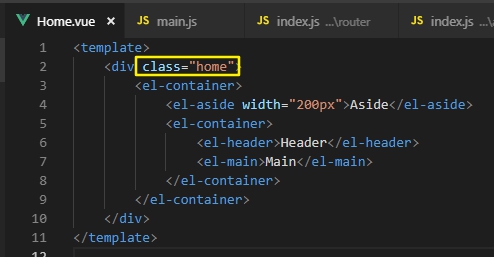 Home.vue JS main.js JS index.js ...\router JS index.js ...\
1 <template>
2 <div class="home">
3 <el-container>
4 <el-aside width="200px">Aside</el-aside>
5 <el-container>
6 <el-header>Header</el-header>
7 <el-main>Main</el-main>
8 </el-container>
9 </el-container>
10 </div>
11 </template>